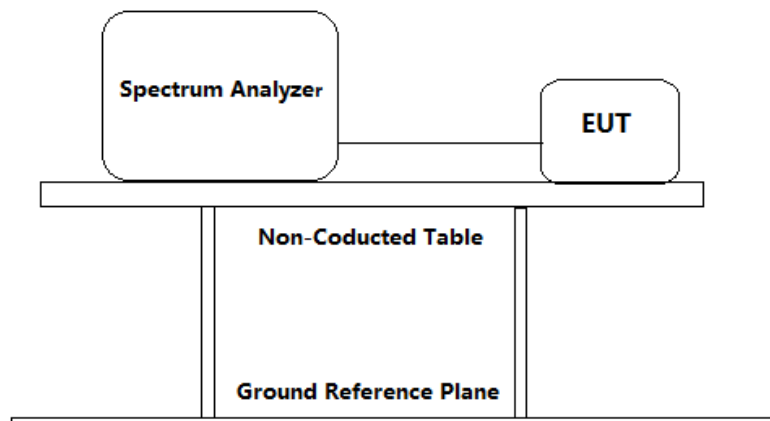 Spectrum Analyzer
EUT
Non-Coducted Table
Ground Reference Plane